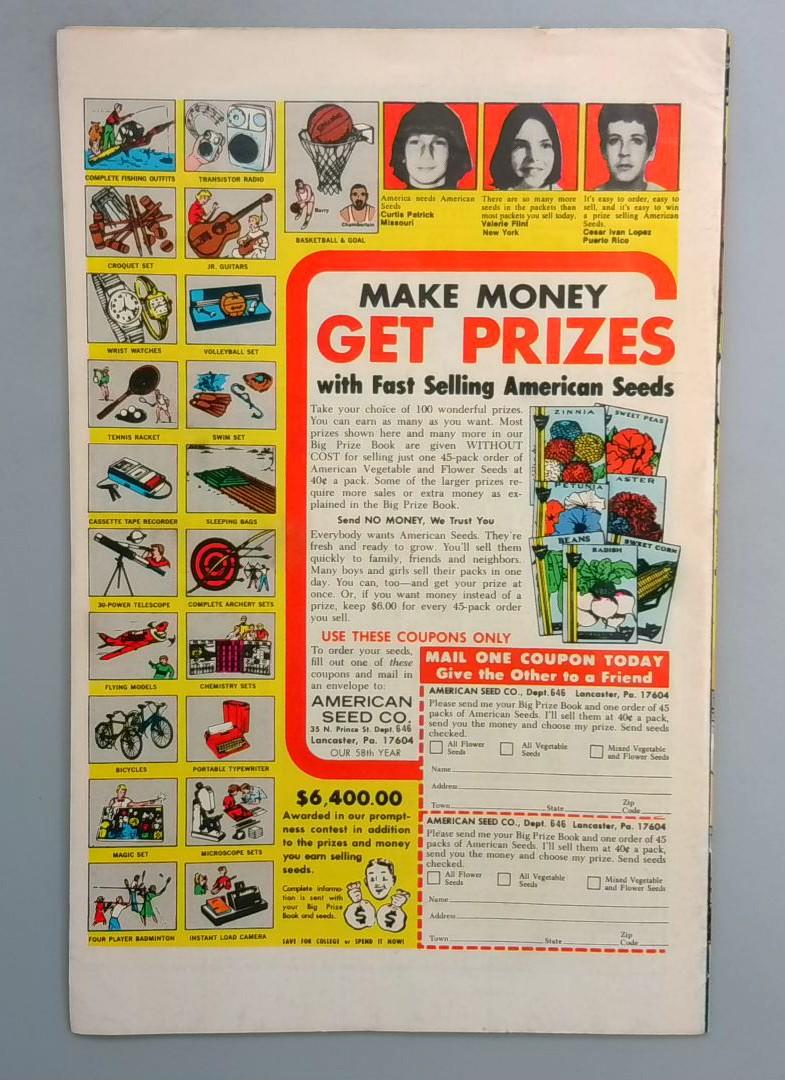 COMPLETE FISHING OUTFITS
TRANSISTOR RADIO
CROQUET SET
JR. GUITARS
WRIST WATCHES
VOLLEYBALL SET
TENNIS RACKET
SWIM SET
CASSETTE TAPE RECORDER
SLEEPING BAGS
30-POWER TELESCOPE
COMPLETE ARCHERY SETS
FLYING MODELS
CHEMISTRY SETS
BICYCLES
PORTABLE TYPEWRITER
MAGIC SET
MICROSCOPE SETS
FOUR PLAYER BADMINTON
INSTANT LOAD CAMERA
Spalding
Barry
Chamberlain
BASKETBALL & GOAL
America needs American
Seeds
Curtis Patrick
Missouri
There are so many more
seeds in the packets than
most packets you sell today.
Valerie Flint
New York
It's easy to order, easy to
sell, and it's easy to win
a prize selling American
Seeds.
Cesar Ivan Lopez
Puerto Rico
MAKE MONEY
GET PRIZES
with Fast Selling American Seeds
Take your choice of 100 wonderful prizes.
You can earn as many as you want. Most
prizes shown here and many more in our
Big Prize Book are given WITHOUT
COST for selling just one 45-pack order of
American Vegetable and Flower Seeds at
40¢ a pack. Some of the larger prizes re-
quire more sales or extra money as ex-
plained in the Big Prize Book.
Send NO MONEY, We Trust You
Everybody wants American Seeds. They're
fresh and ready to grow. You'll sell them
quickly to family, friends and neighbors.
Many boys and girls sell their packs in one
day. You can, too—and get your prize at
once. Or, if you want money instead of a
prize, keep $6.00 for every 45-pack order
you sell.
ZINNIA
SWEET PEAS
PETUNIA
ASTER
BEANS
RADISH
SWEET CORN
USE THESE COUPONS ONLY
To order your seeds,
fill out one of these
coupons and mail in
an envelope to:
AMERICAN
SEED CO.
35 N. Prince St. Dept. 646
Lancaster, Pa. 17604
OUR 58th YEAR
MAIL ONE COUPON TODAY
Give the Other to a Friend
AMERICAN SEED CO., Dept. 646 Lancaster, Pa. 17604
Please send me your Big Prize Book and one order of 45
packs of American Seeds. I'll sell them at 40¢ a pack,
send you the money and choose my prize. Send seeds
checked.
All Flower
Seeds
All Vegetable
Seeds
Mixed Vegetable
and Flower Seeds
Name
Address
Town State Zip Code
AMERICAN SEED CO., Dept. 646 Lancaster, Pa. 17604
Please send me your Big Prize Book and one order of 45
packs of American Seeds. I'll sell them at 40¢ a pack,
send you the money and choose my prize. Send seeds
checked.
All Flower
Seeds
All Vegetable
Seeds
Mixed Vegetable
and Flower Seeds
Name
Address
Town State Zip Code
$6,400.00
Awarded in our prompt-
ness contest in addition
to the prizes and money
you earn selling
seeds.
Complete informa-
tion is sent with
your Big Prize
Book and seeds.
$ $
SAVE FOR COLLEGE or SPEND IT NOW!